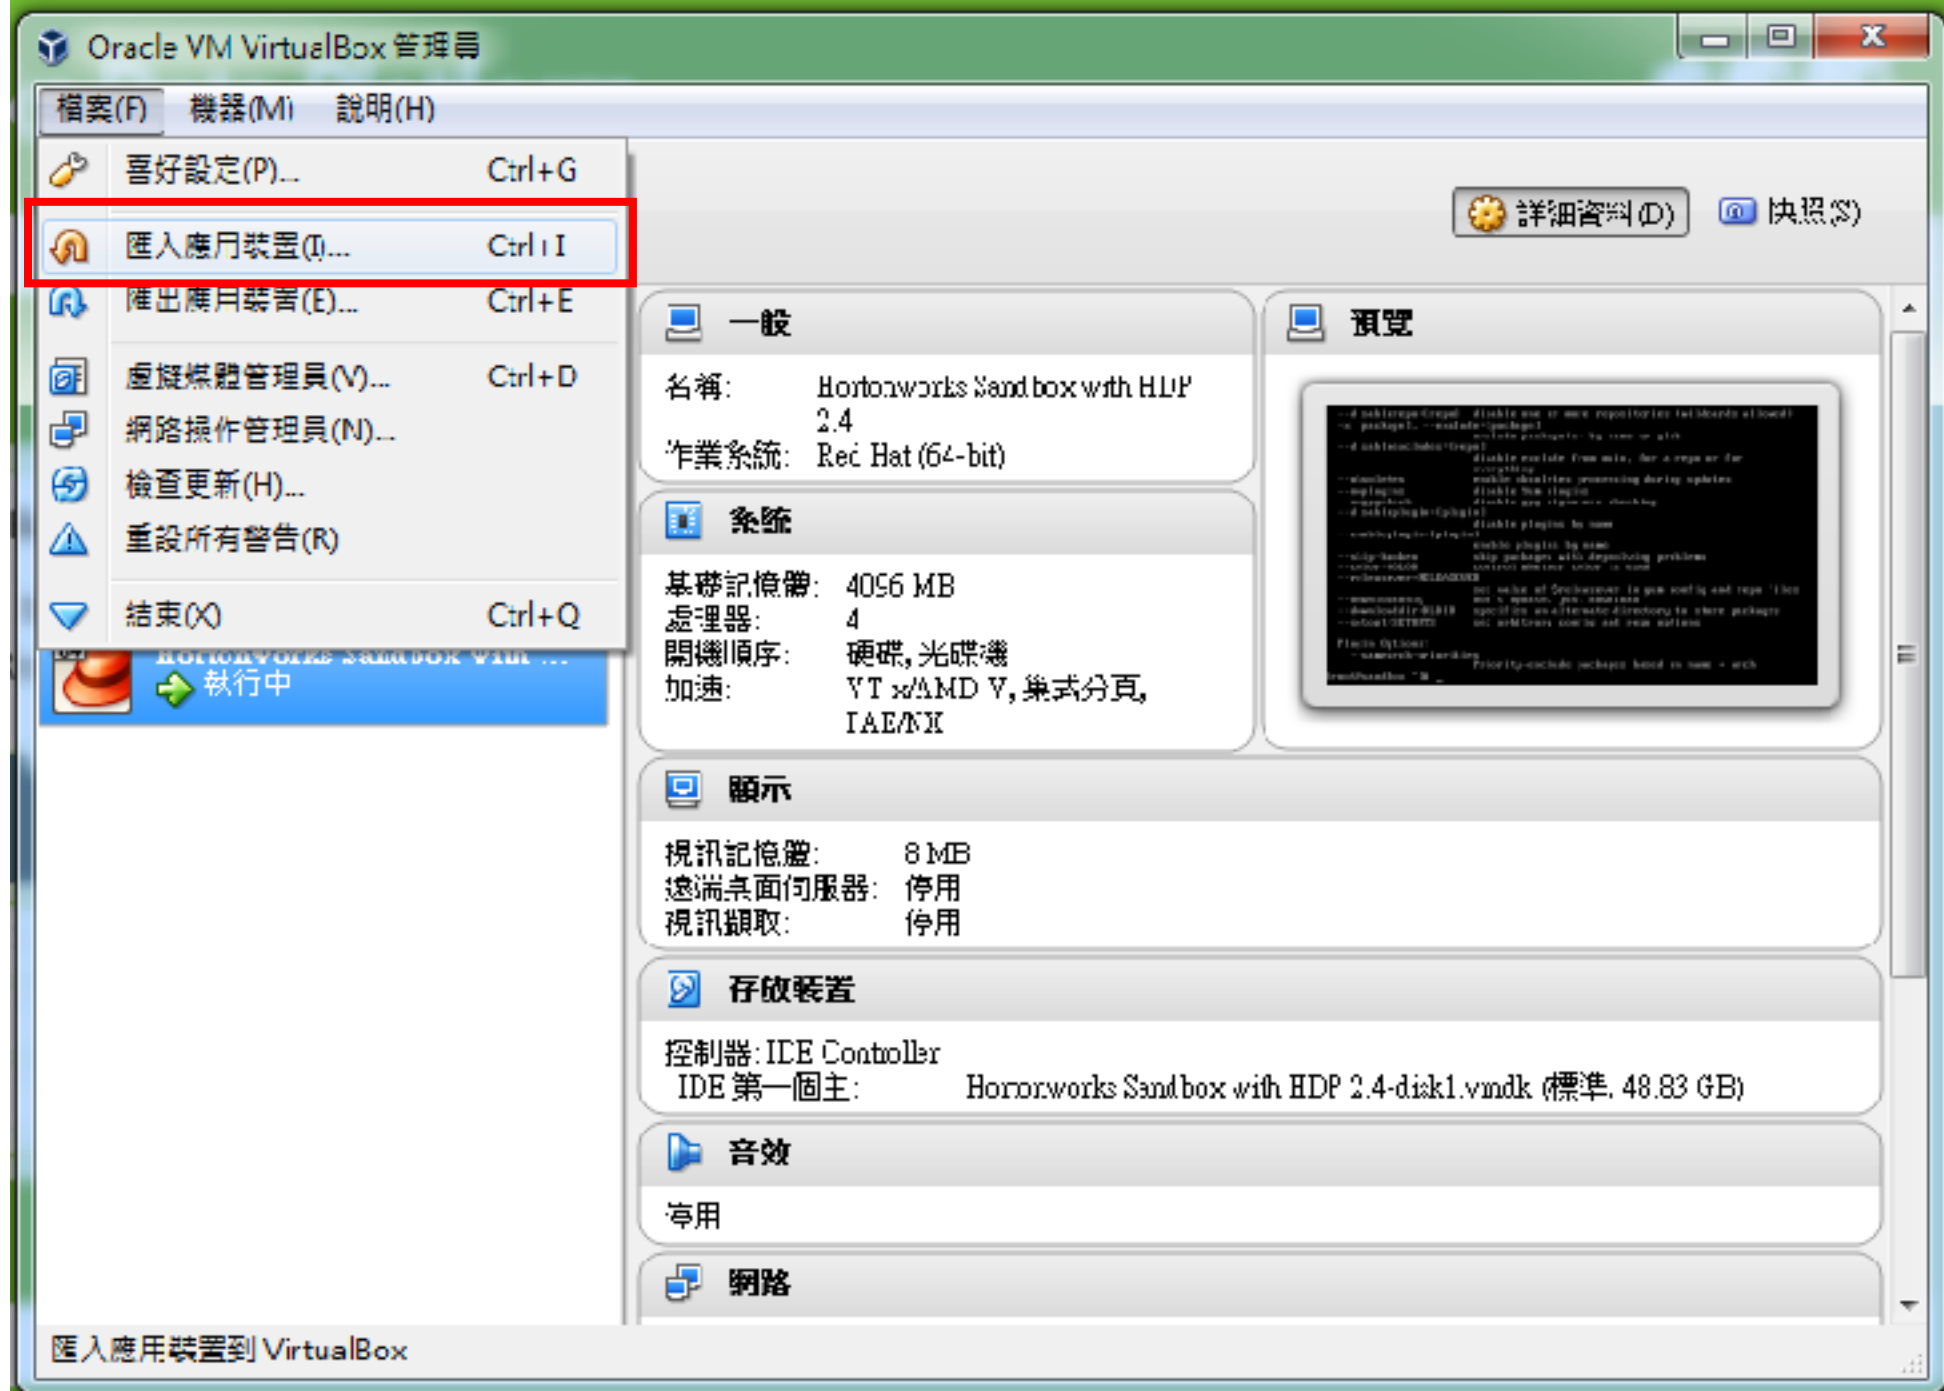 Oracle VM VirtualBox 管理員
檔案(F) 機器(M) 說明(H)
喜好設定(P)... Ctrl+G
匯入應用裝置(I)... Ctrl+I
匯出應用裝置(E)... Ctrl+E
虛擬媒體管理員(V)... Ctrl+D
網路操作管理員(N)...
檢查更新(H)...
重設所有警告(R)
結束(X) Ctrl+Q
Hortonworks Sandbox with ...
執行中
詳細資料(D) 快照(S)
一般
名稱: Hortonworks Sandbox with HDP
2.4
作業系統: Red Hat (64-bit)
系統
基礎記憶體: 4096 MB
處理器: 4
開機順序: 硬碟, 光碟機
加速: VT-x/AMD-V, 巢式分頁,
PAE/NX
預覽
顯示
視訊記憶體: 8 MB
遠端桌面伺服器: 停用
視訊擷取: 停用
存放裝置
控制器: IDE Controller
IDE 第一個主: Hortonworks Sandbox with HDP 2.4-disk1.vmdk (標準, 48.83 GB)
音效
停用
網路
匯入應用裝置到 VirtualBox